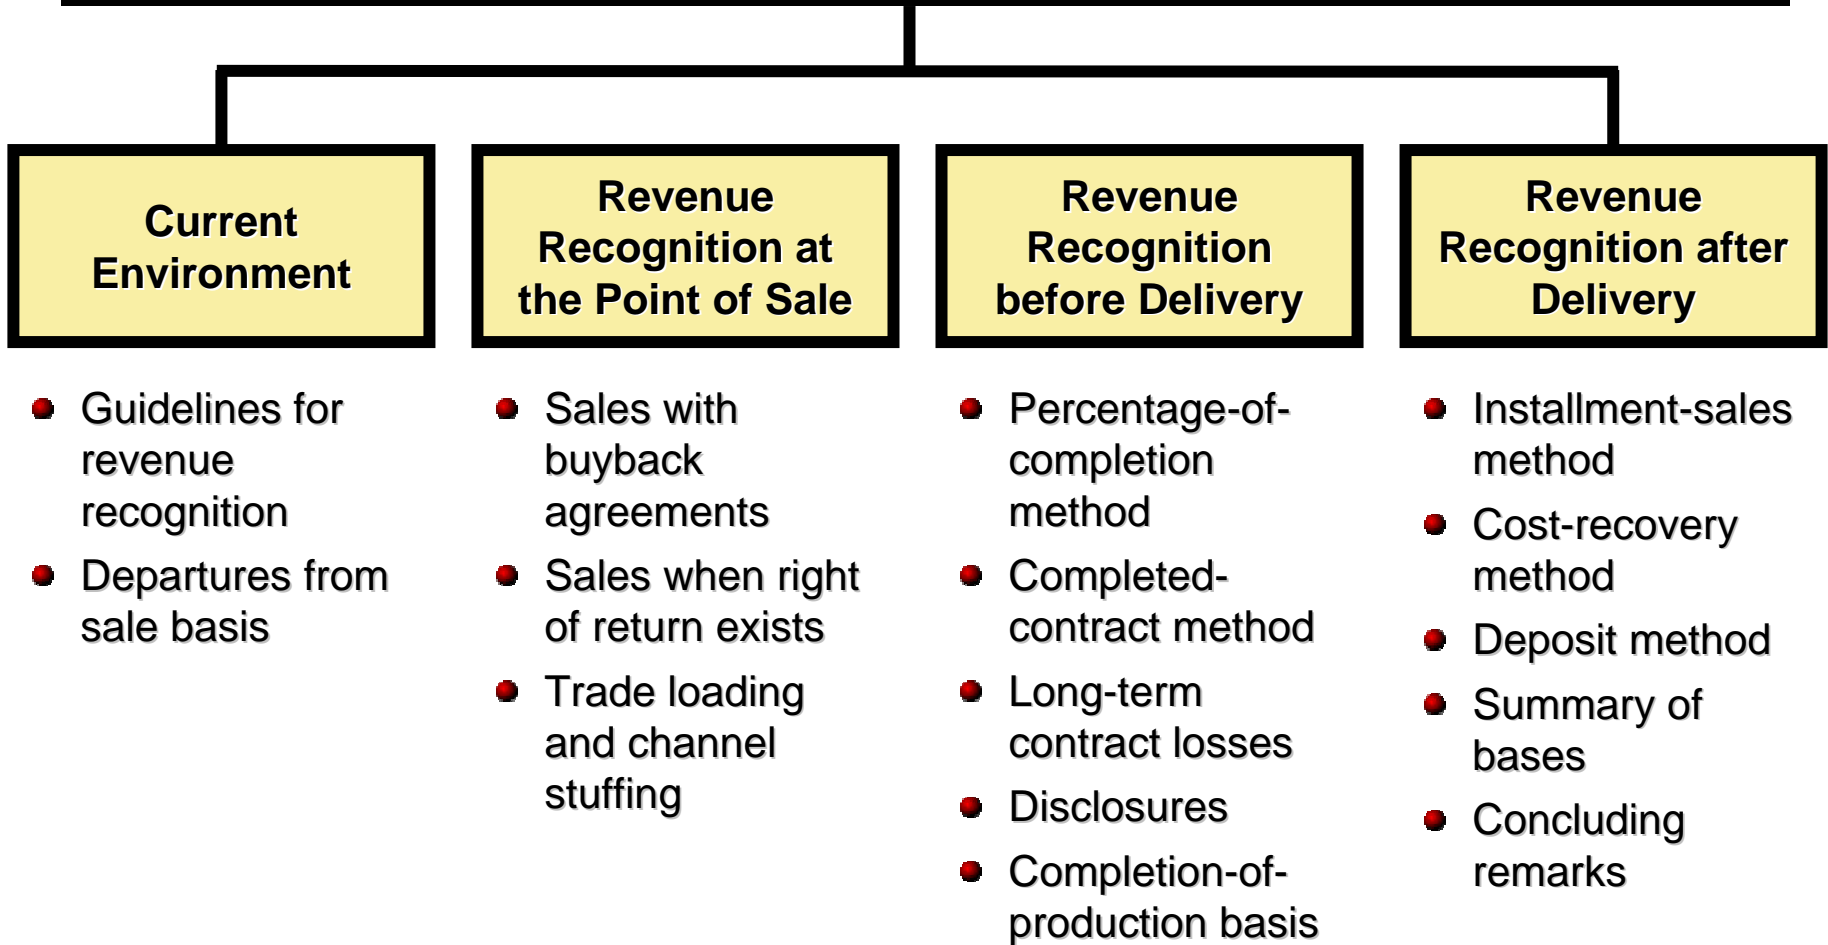 Current
Environment
Guidelines for
revenue
recognition
Departures from
sale basis
Revenue
Recognition at
the Point of Sale
Sales with
buyback
agreements
Sales when right
of return exists
Trade loading
and channel
stuffing
Revenue
Recognition
before Delivery
Percentage-of-
completion
method
Completed-
contract method
Long-term
contract losses
Disclosures
Completion-of-
production basis
Revenue
Recognition after
Delivery
Installment-sales
method
Cost-recovery
method
Deposit method
Summary of
bases
Concluding
remarks